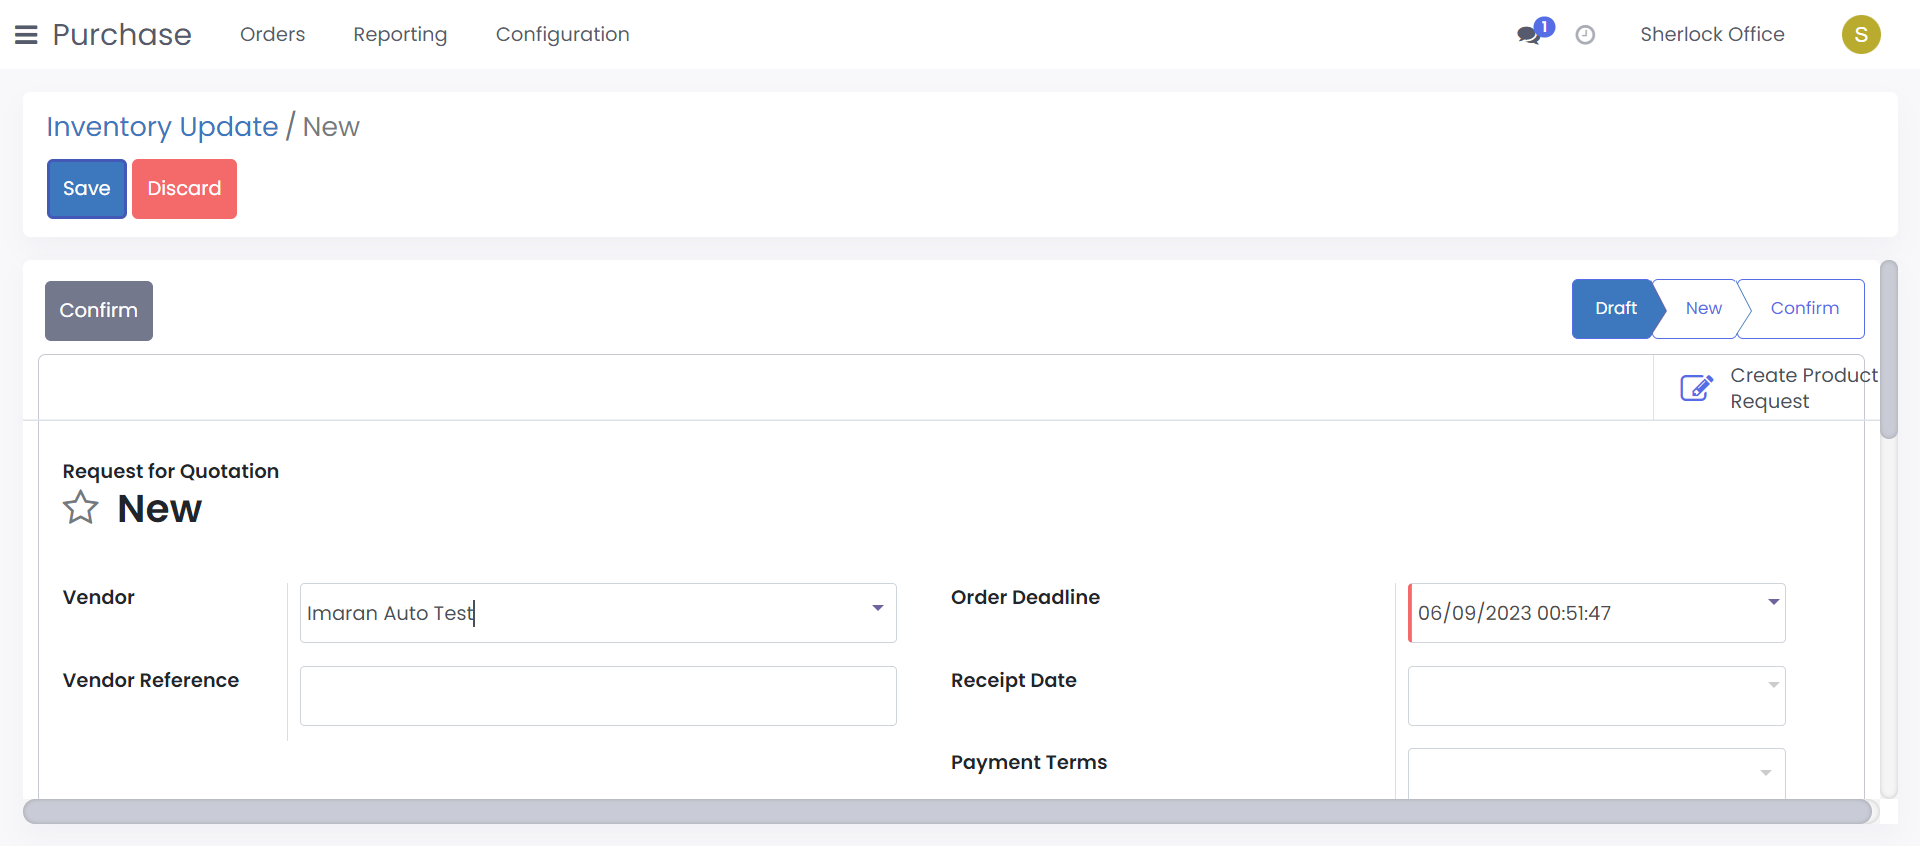 Purchase Orders Reporting Configuration 1 Sherlock Office S
Inventory Update / New
Save Discard
Confirm Draft New Confirm
Create Product
Request
Request for Quotation
New
Vendor Imaran Auto Test Order Deadline 06/09/2023 00:51:47
Vendor Reference Receipt Date
Payment Terms